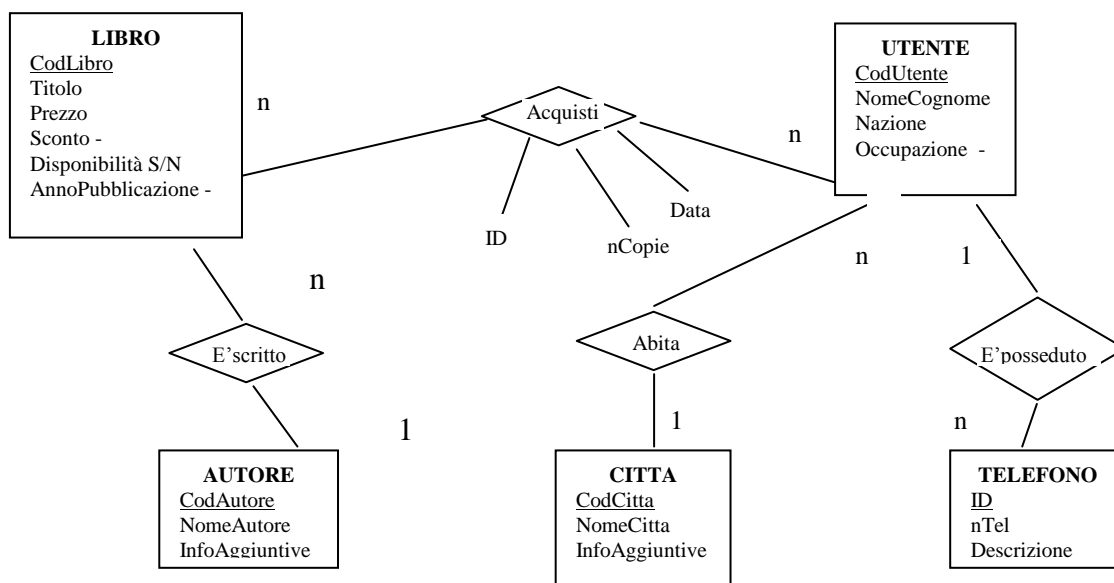 LIBRO
CodLibro
Titolo
Prezzo
Sconto -
Disponibilità S/N
AnnoPubblicazione -
n
Acquisti
n
UTENTE
CodUtente
NomeCognome
Nazione
Occupazione -
ID
nCopie
Data
n
E'scritto
1
n
Abita
1
1
E'posseduto
n
AUTORE
CodAutore
NomeAutore
InfoAggiuntive
CITTA
CodCitta
NomeCitta
InfoAggiuntive
TELEFONO
ID
nTel
Descrizione